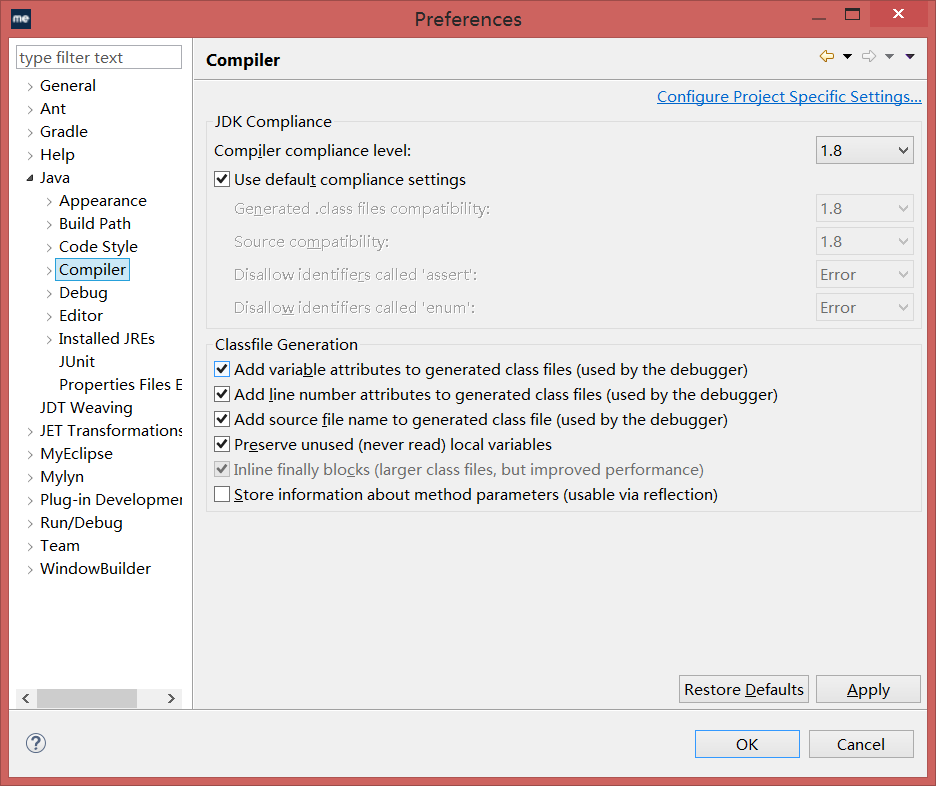 me
Preferences
type filter text
General
Ant
Gradle
Help
Java
Appearance
Build Path
Code Style
Compiler
Debug
Editor
Installed JREs
JUnit
Properties Files E
JDT Weaving
JET Transformations
MyEclipse
Mylyn
Plug-in Developmer
Run/Debug
Team
WindowBuilder
Compiler
Configure Project Specific Settings...
JDK Compliance
Compiler compliance level: 1.8
Use default compliance settings
Generated .class files compatibility: 1.8
Source compatibility: 1.8
Disallow identifiers called 'assert': Error
Disallow identifiers called 'enum': Error
Classfile Generation
Add variable attributes to generated class files (used by the debugger)
Add line number attributes to generated class files (used by the debugger)
Add source file name to generated class file (used by the debugger)
Preserve unused (never read) local variables
Inline finally blocks (larger class files, but improved performance)
Store information about method parameters (usable via reflection)
Restore Defaults Apply
? OK Cancel